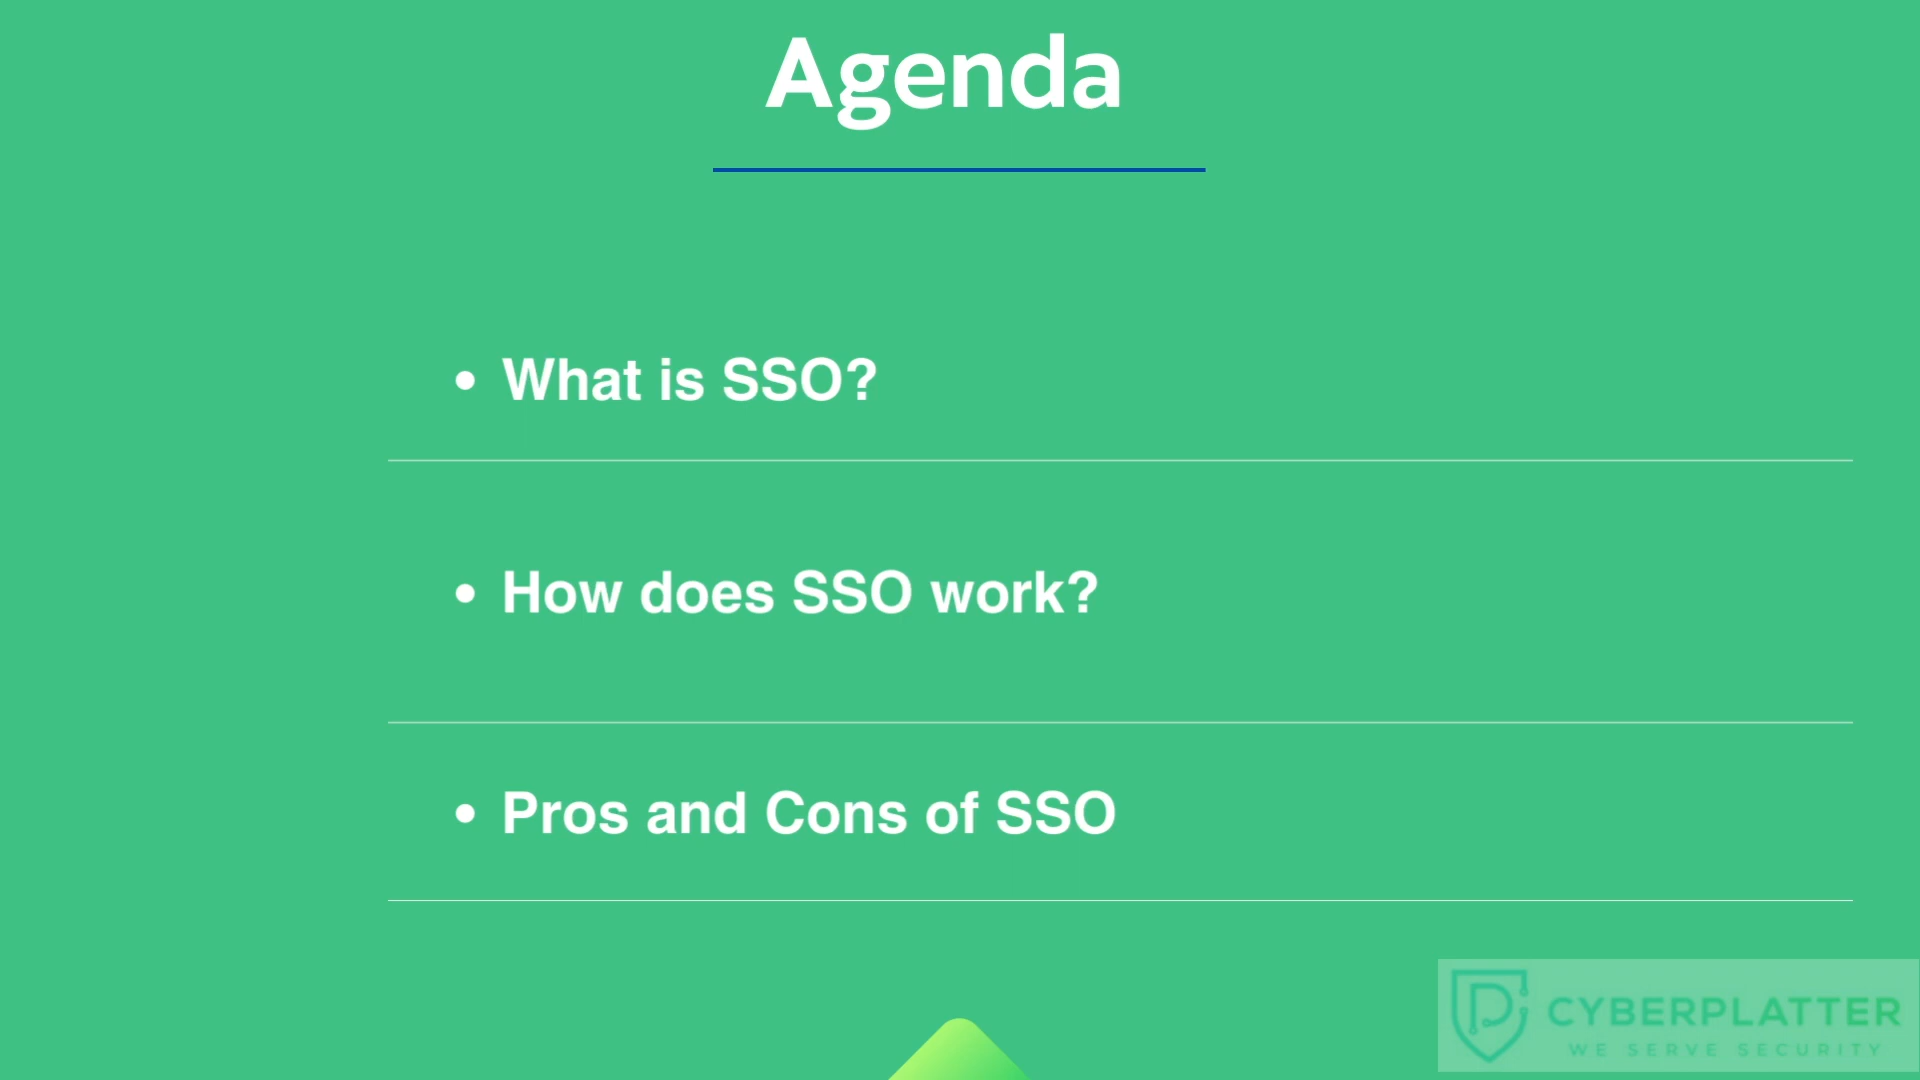 Agenda
• What is SSO?
• How does SSO work?
• Pros and Cons of SSO
CYBERPLATTER
WE SERVE SECURITY